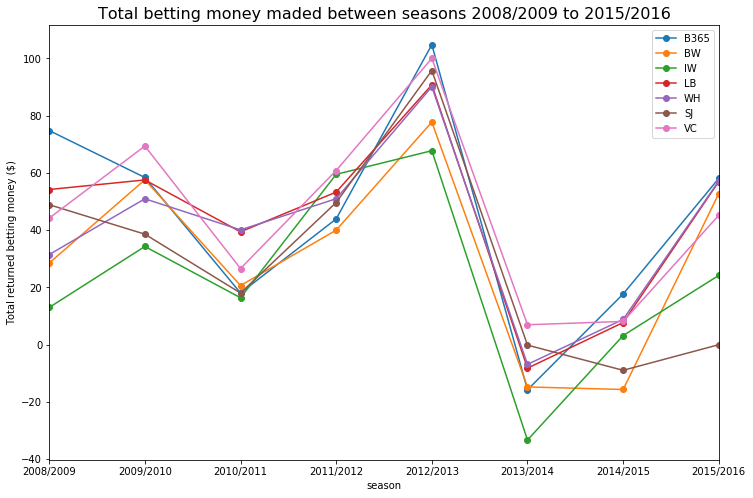 Total betting money maded between seasons 2008/2009 to 2015/2016
B365
BW
IW
LB
WH
SJ
VC
Total returned betting money ($)
100
80
60
40
20
0
−20
−40
2008/2009 2009/2010 2010/2011 2011/2012 2012/2013 2013/2014 2014/2015 2015/2016
season